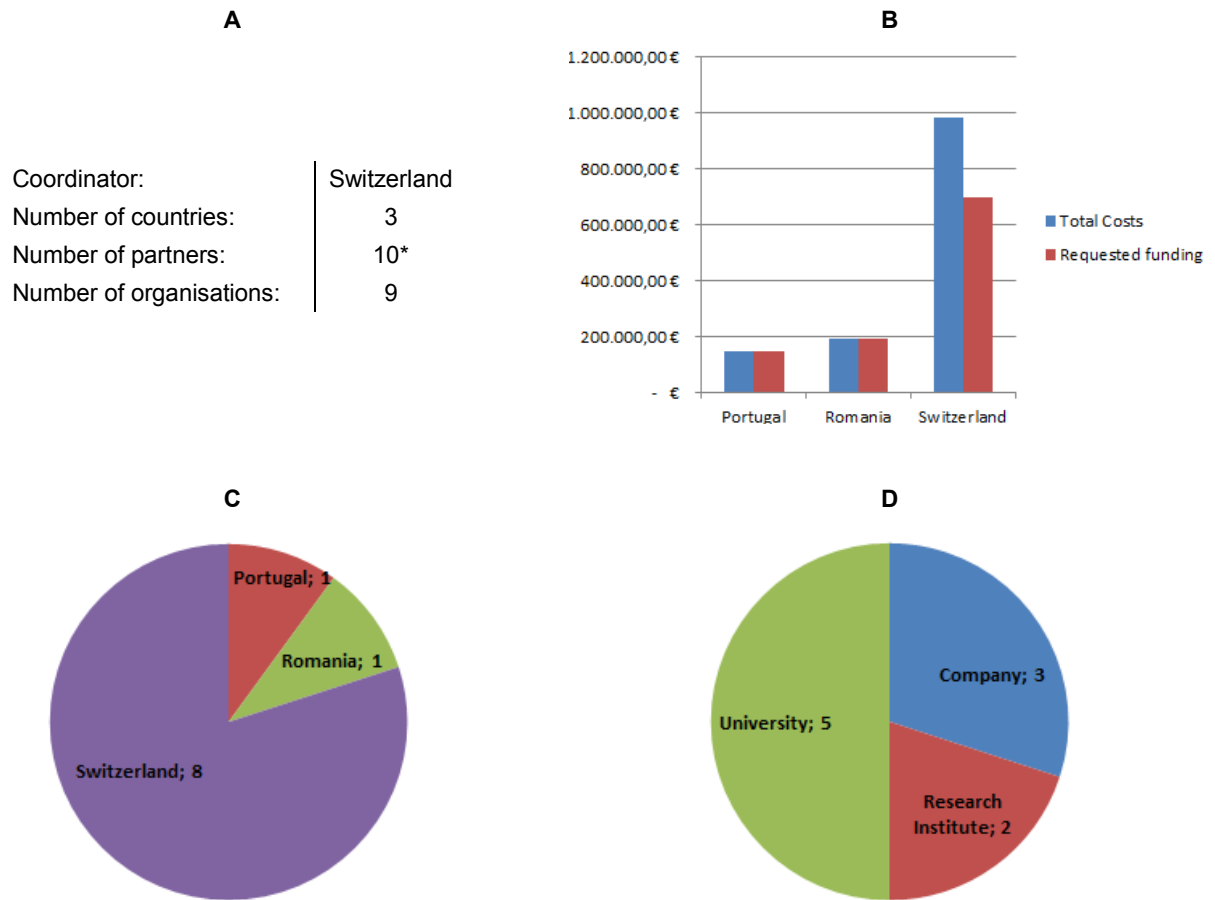 A
Coordinator: Switzerland
Number of countries: 3
Number of partners: 10*
Number of organisations: 9
B
1.200.000,00 €
1.000.000,00 €
800.000,00 €
600.000,00 €
400.000,00 €
200.000,00 €
- €
Portugal Romania Switzerland
Total Costs
Requested funding
C
Portugal; 1
Romania; 1
Switzerland; 8
D
Company; 3
University; 5
Research
Institute; 2